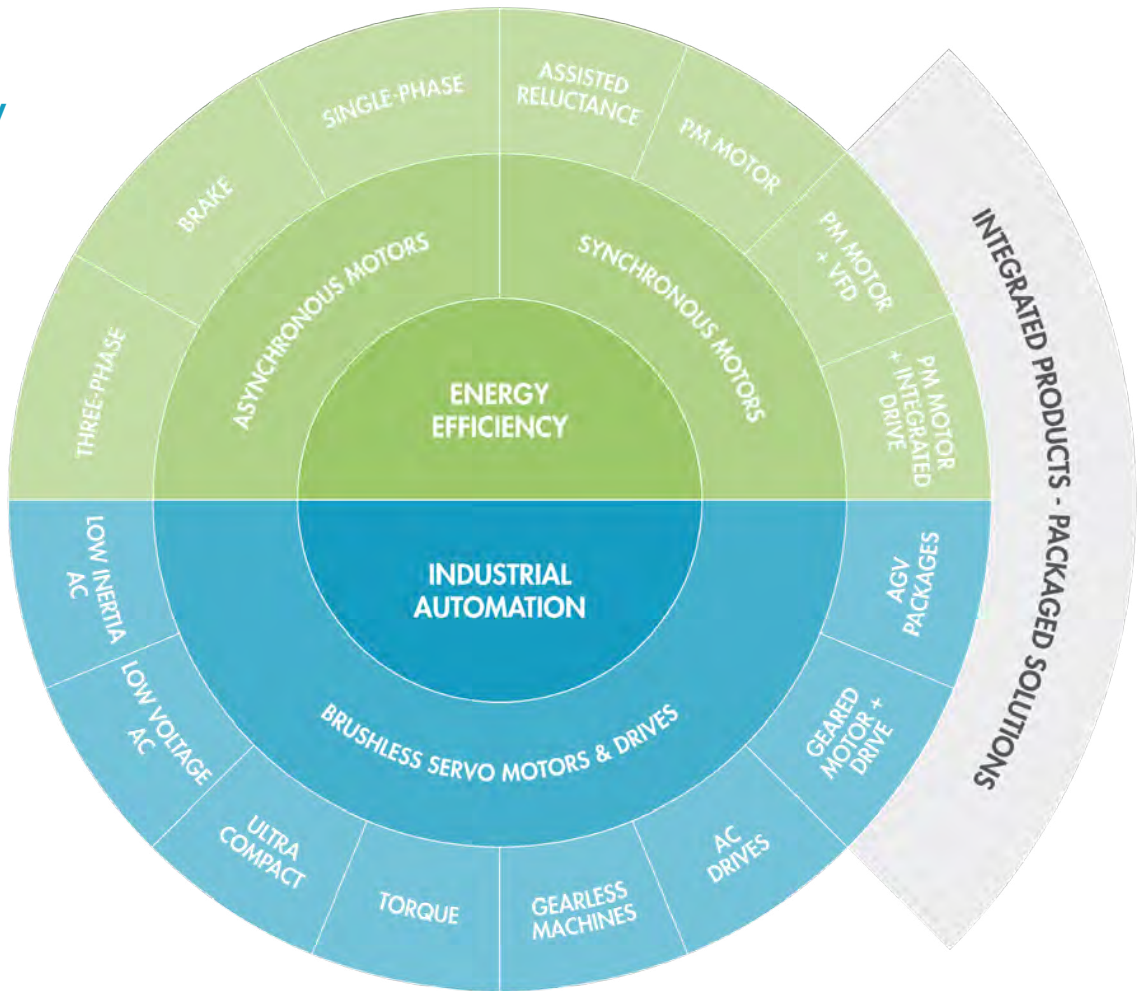 SINGLE-PHASE
ASSISTED
RELUCTANCE
PM MOTOR
BRAKE
PM MOTOR
+ VFD
THREE-PHASE
PM MOTOR
+ INTEGRATED
DRIVE
ASYNCHRONOUS MOTORS
SYNCHRONOUS MOTORS
ENERGY
EFFICIENCY
INTEGRATED PRODUCTS - PACKAGED SOLUTIONS
INDUSTRIAL
AUTOMATION
BRUSHLESS SERVO MOTORS & DRIVES
LOW INERTIA
AC
LOW VOLTAGE
AC
ULTRA
COMPACT
TORQUE
GEARLESS
MACHINES
AC
DRIVES
GEARED
MOTOR +
DRIVE
AGV
PACKAGES